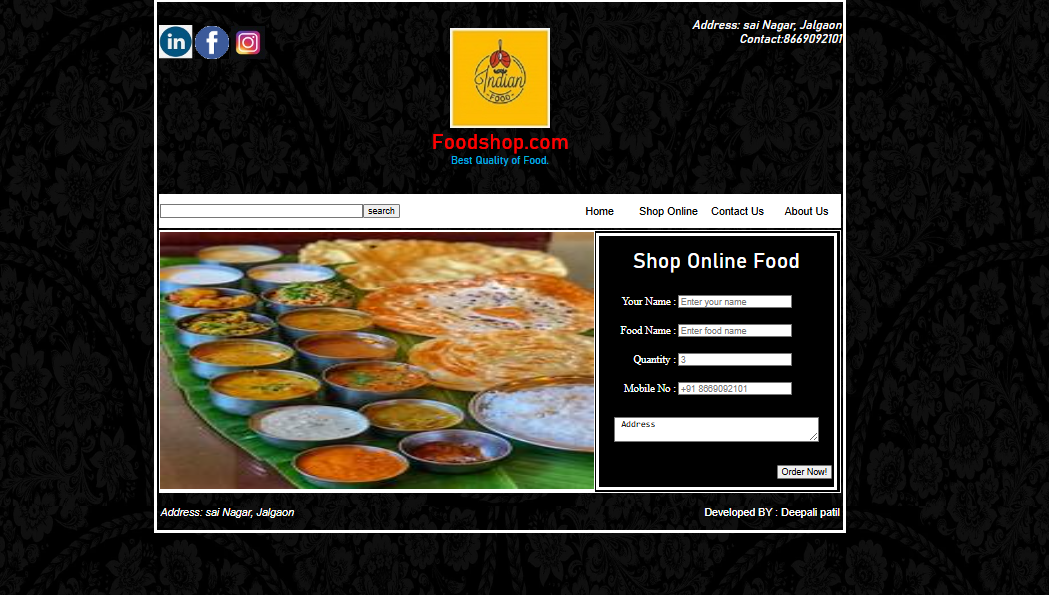 in
f
Address: sai Nagar, Jalgaon
Contact:8669092101
Indian
FOOD
Foodshop.com
Best Quality of Food.
search
Home Shop Online Contact Us About Us
Shop Online Food
Your Name : Enter your name
Food Name : Enter food name
Quantity : 3
Mobile No : +91 8669092101
Address
Order Now!
Address: sai Nagar, Jalgaon
Developed BY : Deepali patil